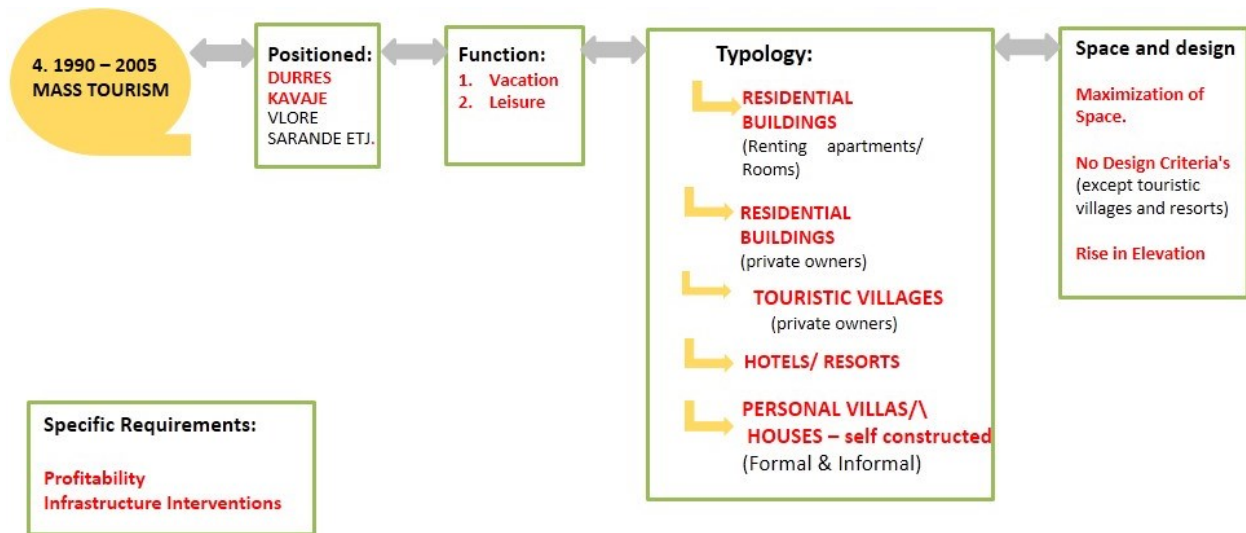 4. 1990 – 2005
MASS TOURISM
Positioned:
DURRES
KAVAJE
VLORE
SARANDE ETJ.
Function:
1. Vacation
2. Leisure
Typology:
RESIDENTIAL
BUILDINGS
(Renting apartments/
Rooms)
RESIDENTIAL
BUILDINGS
(private owners)
TOURISTIC VILLAGES
(private owners)
HOTELS/ RESORTS
PERSONAL VILLAS/\
HOUSES – self constructed
(Formal & Informal)
Space and design
Maximization of
Space.
No Design Criteria's
(except touristic
villages and resorts)
Rise in Elevation
Specific Requirements:
Profitability
Infrastructure Interventions